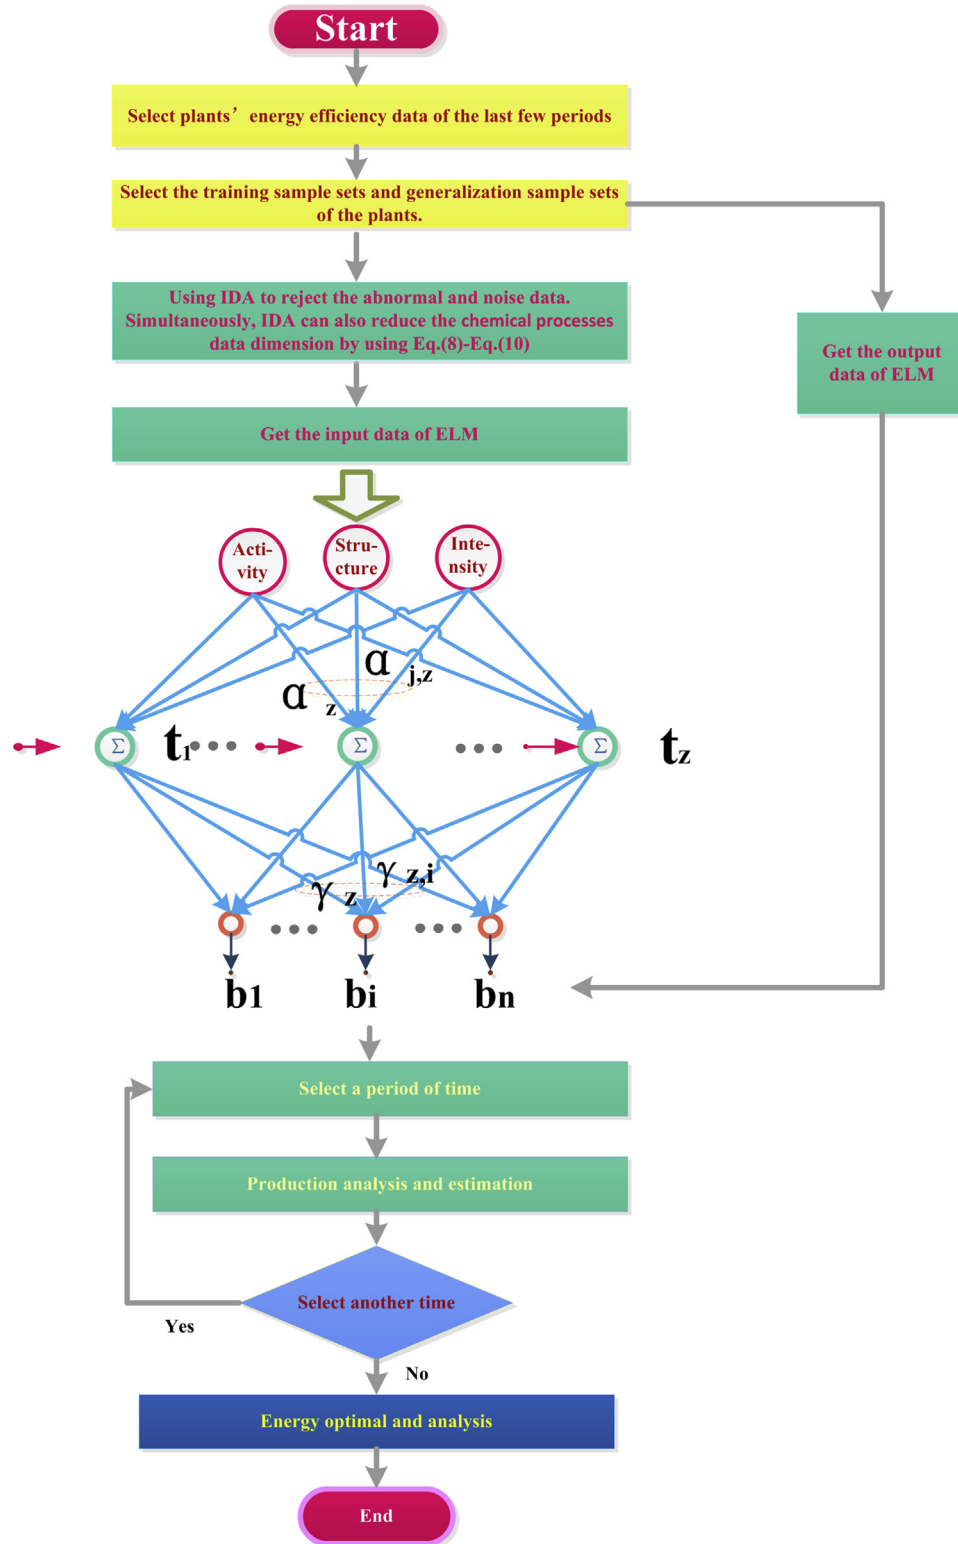 Start
Select plants’ energy efficiency data of the last few periods
Select the training sample sets and generalization sample sets
of the plants.
Using IDA to reject the abnormal and noise data.
Simultaneously, IDA can also reduce the chemical processes
data dimension by using Eq.(8)-Eq.(10)
Get the output
data of ELM
Get the input data of ELM
Acti-
vity
Stru-
cture
Inte-
nsity
α j,z
α z
Σ
t1
...
Σ
...
Σ
tz
γ z,i
γ z
...
...
b1
bi
bn
Select a period of time
Production analysis and estimation
Select another time
Yes
No
Energy optimal and analysis
End